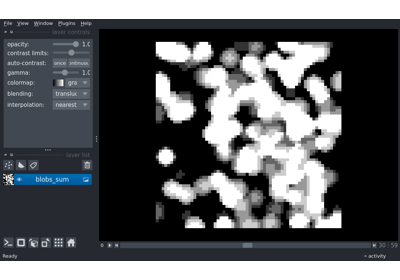 File View Window Plugins Help
layer controls
opacity: 1.0
contrast limits:
auto-contrast: once
gamma: 1.0
colormap: gra
blending: translu
interpolation: nearest
layer list
blobs_sum
0 30 59
Ready activity